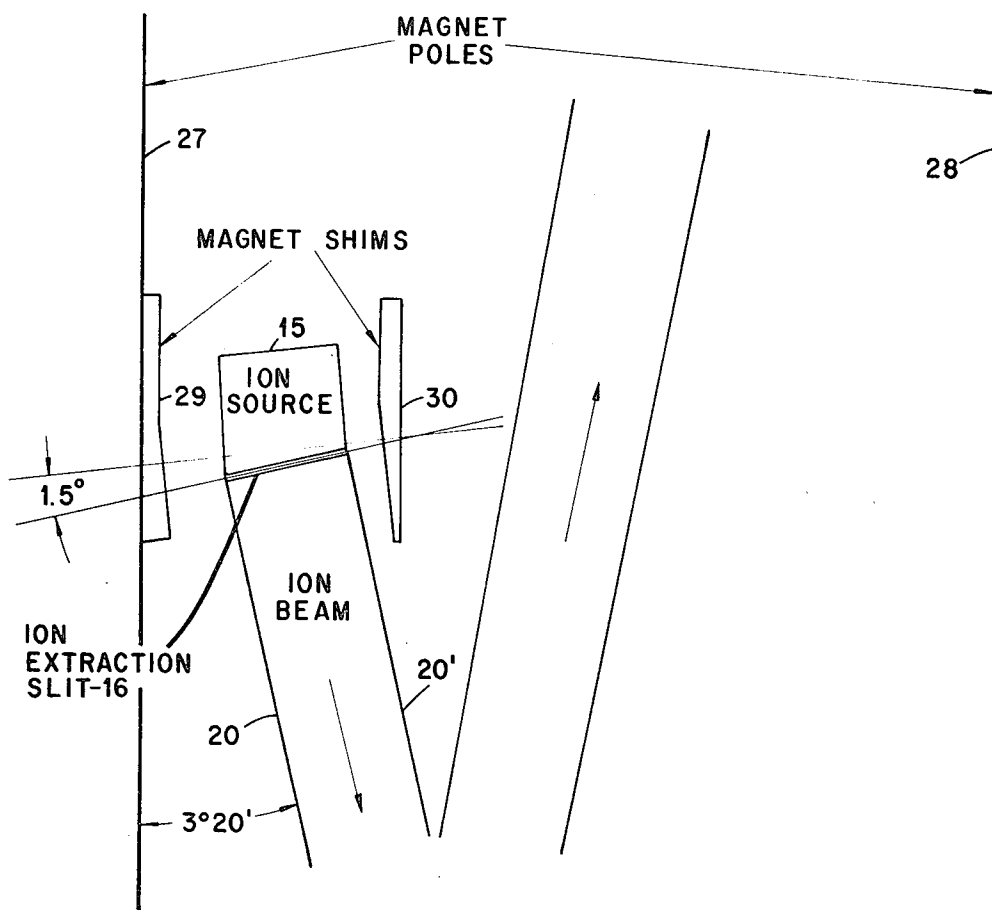 MAGNET
POLES
27
28
MAGNET SHIMS
15
ION
SOURCE
29
30
1.5°
ION
BEAM
ION
EXTRACTION
SLIT-16
20
20'
3°20'